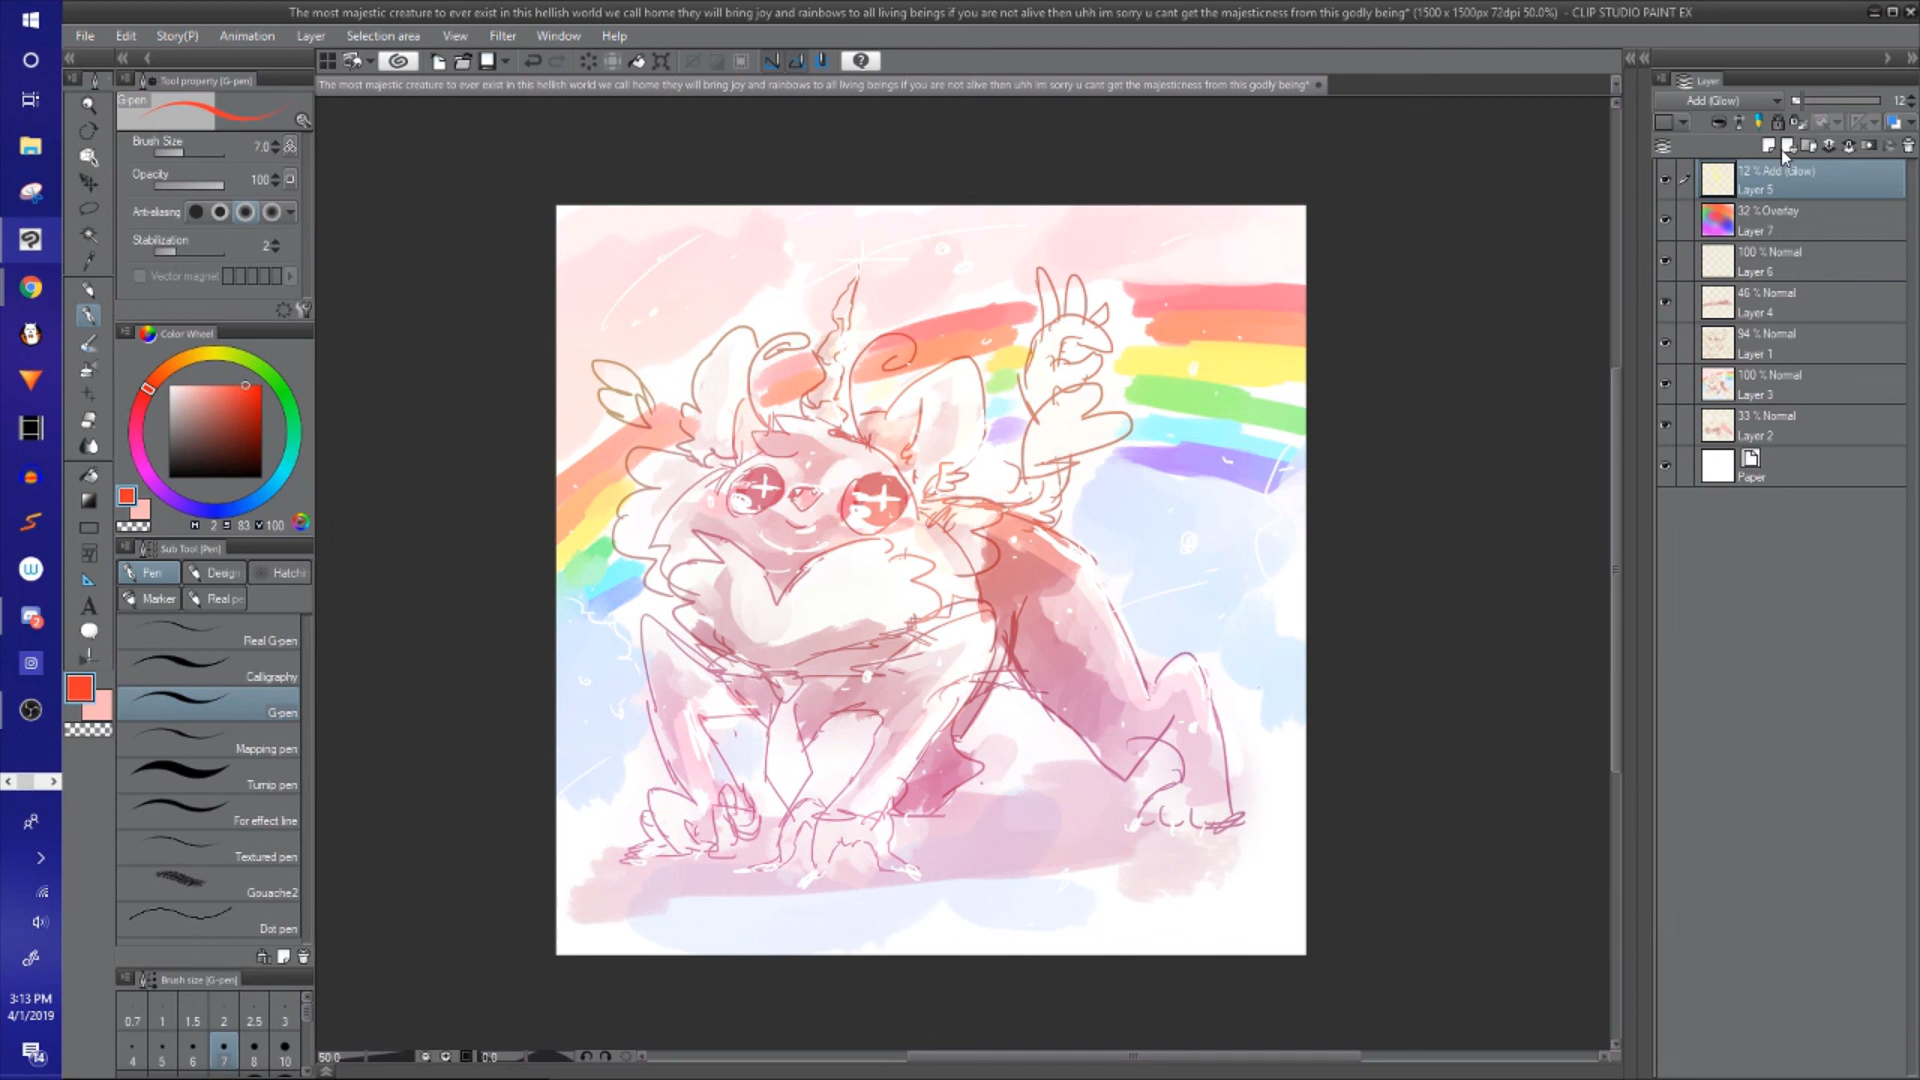 The most majestic creature to ever exist in this hellish world we call home they will bring joy and rainbows to all living beings if you are not alive then uhh im sorry u cant get the majesticness from this godly being* (1500 x 1500px 72dpi 50.0%) - CLIP STUDIO PAINT EX
File Edit Story(P) Animation Layer Selection area View Filter Window Help
The most majestic creature to ever exist in this hellish world we call home they will bring joy and rainbows to all living beings if you are not alive then uhh im sorry u cant get the majesticness from this godly being*
Tool property [G-pen]
G-pen
Brush Size 7.0
Opacity 100
Anti-aliasing
Stabilization 2
Vector magnet
Color Wheel
H 2 S 83 V 100
Sub Tool [Pen]
Pen Design Hatchi
Marker Real pe
Real G-pen
Calligraphy
G-pen
Mapping pen
Turnip pen
For effect line
Textured pen
Gouache2
Dot pen
Brush size [G-pen]
0.7 1 1.5 2 2.5 3
4 5 6 7 8 10
50.0 0.0
Layer
Add (Glow) 12
12 % Add (Glow)
Layer 5
32 % Overlay
Layer 7
100 % Normal
Layer 6
46 % Normal
Layer 4
94 % Normal
Layer 1
100 % Normal
Layer 3
33 % Normal
Layer 2
Paper
3:13 PM
4/1/2019
14